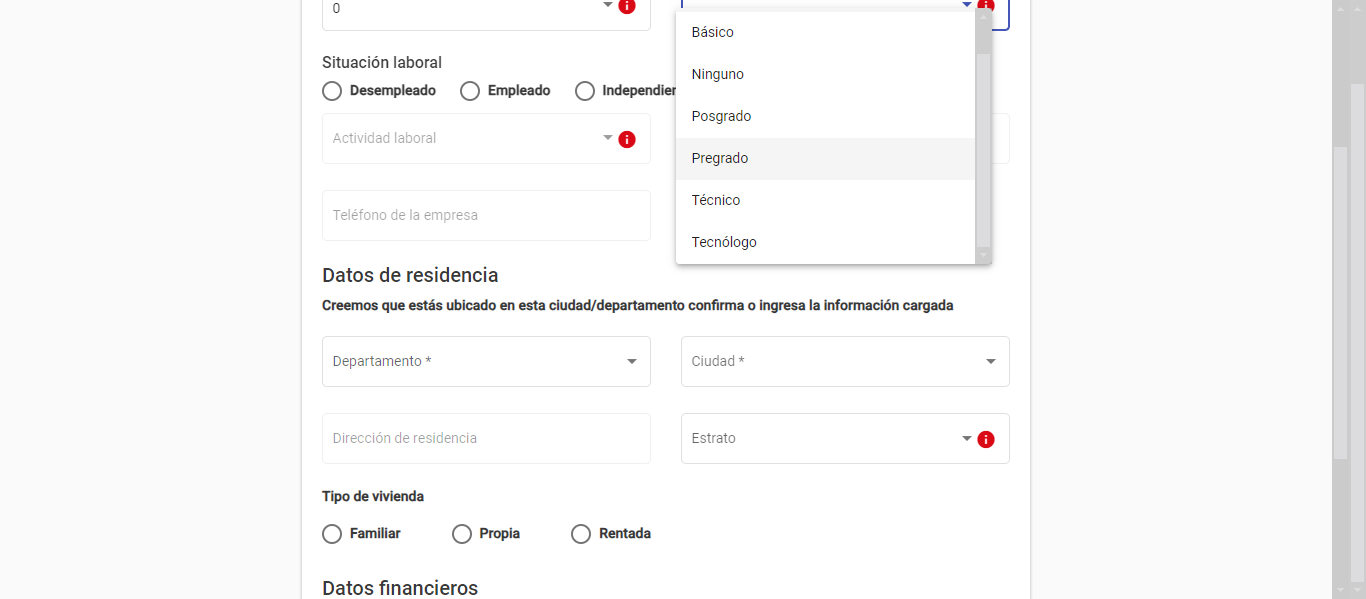 0
Situación laboral
Desempleado Empleado Independien
Actividad laboral
Teléfono de la empresa
Básico
Ninguno
Posgrado
Pregrado
Técnico
Tecnólogo
Datos de residencia
Creemos que estás ubicado en esta ciudad/departamento confirma o ingresa la información cargada
Departamento * Ciudad *
Dirección de residencia Estrato
Tipo de vivienda
Familiar Propia Rentada
Datos financieros